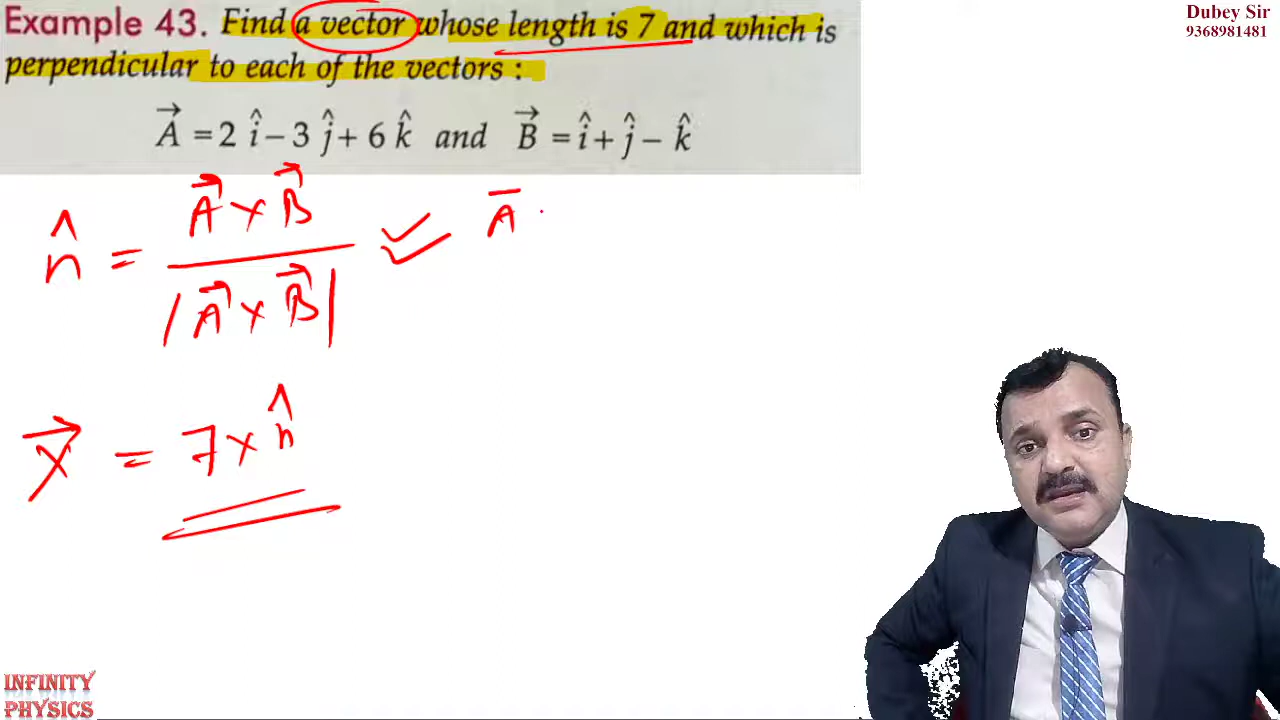 Example 43. Find a vector whose length is 7 and which is
perpendicular to each of the vectors :
A⃗ = 2 î − 3 ĵ + 6 k̂ and B⃗ = î + ĵ − k̂
n̂ = A⃗ × B⃗ / |A⃗ × B⃗| A̅
X⃗ = 7 × n̂
Dubey Sir
9368981481
INFINITY
PHYSICS